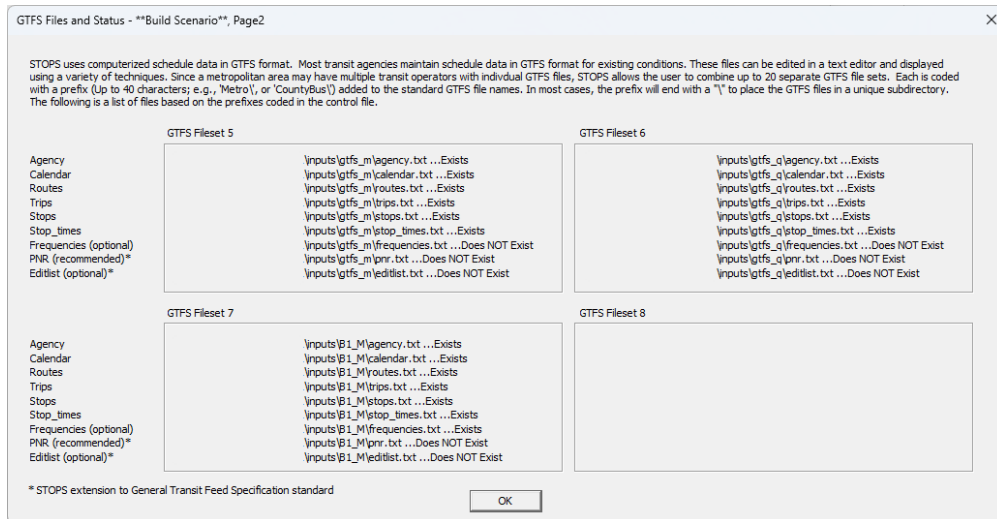 GTFS Files and Status - **Build Scenario**, Page2
STOPS uses computerized schedule data in GTFS format.  Most transit agencies maintain schedule data in GTFS format for existing conditions. These files can be edited in a text editor and displayed
using a variety of techniques. Since a metropolitan area may have multiple transit operators with indivdual GTFS files, STOPS allows the user to combine up to 20 separate GTFS file sets.  Each is coded
with a prefix (Up to 40 characters; e.g., 'Metro\', or 'CountyBus\') added to the standard GTFS file names. In most cases, the prefix will end with a "\" to place the GTFS files in a unique subdirectory.
The following is a list of files based on the prefixes coded in the control file.
GTFS Fileset 5 GTFS Fileset 6
Agency .\inputs\gtfs_m\agency.txt ...Exists .\inputs\gtfs_q\agency.txt ...Exists
Calendar .\inputs\gtfs_m\calendar.txt ...Exists .\inputs\gtfs_q\calendar.txt ...Exists
Routes .\inputs\gtfs_m\routes.txt ...Exists .\inputs\gtfs_q\routes.txt ...Exists
Trips .\inputs\gtfs_m\trips.txt ...Exists .\inputs\gtfs_q\trips.txt ...Exists
Stops .\inputs\gtfs_m\stops.txt ...Exists .\inputs\gtfs_q\stops.txt ...Exists
Stop_times .\inputs\gtfs_m\stop_times.txt ...Exists .\inputs\gtfs_q\stop_times.txt ...Exists
Frequencies (optional) .\inputs\gtfs_m\frequencies.txt ...Does NOT Exist .\inputs\gtfs_q\frequencies.txt ...Does NOT Exist
PNR (recommended)* .\inputs\gtfs_m\pnr.txt ...Does NOT Exist .\inputs\gtfs_q\pnr.txt ...Does NOT Exist
Editlist (optional)* .\inputs\gtfs_m\editlist.txt ...Does NOT Exist .\inputs\gtfs_q\editlist.txt ...Does NOT Exist
GTFS Fileset 7 GTFS Fileset 8
Agency .\inputs\B1_M\agency.txt ...Exists
Calendar .\inputs\B1_M\calendar.txt ...Exists
Routes .\inputs\B1_M\routes.txt ...Exists
Trips .\inputs\B1_M\trips.txt ...Exists
Stops .\inputs\B1_M\stops.txt ...Exists
Stop_times .\inputs\B1_M\stop_times.txt ...Exists
Frequencies (optional) .\inputs\B1_M\frequencies.txt ...Exists
PNR (recommended)* .\inputs\B1_M\pnr.txt ...Does NOT Exist
Editlist (optional)* .\inputs\B1_M\editlist.txt ...Does NOT Exist
* STOPS extension to General Transit Feed Specification standard
OK